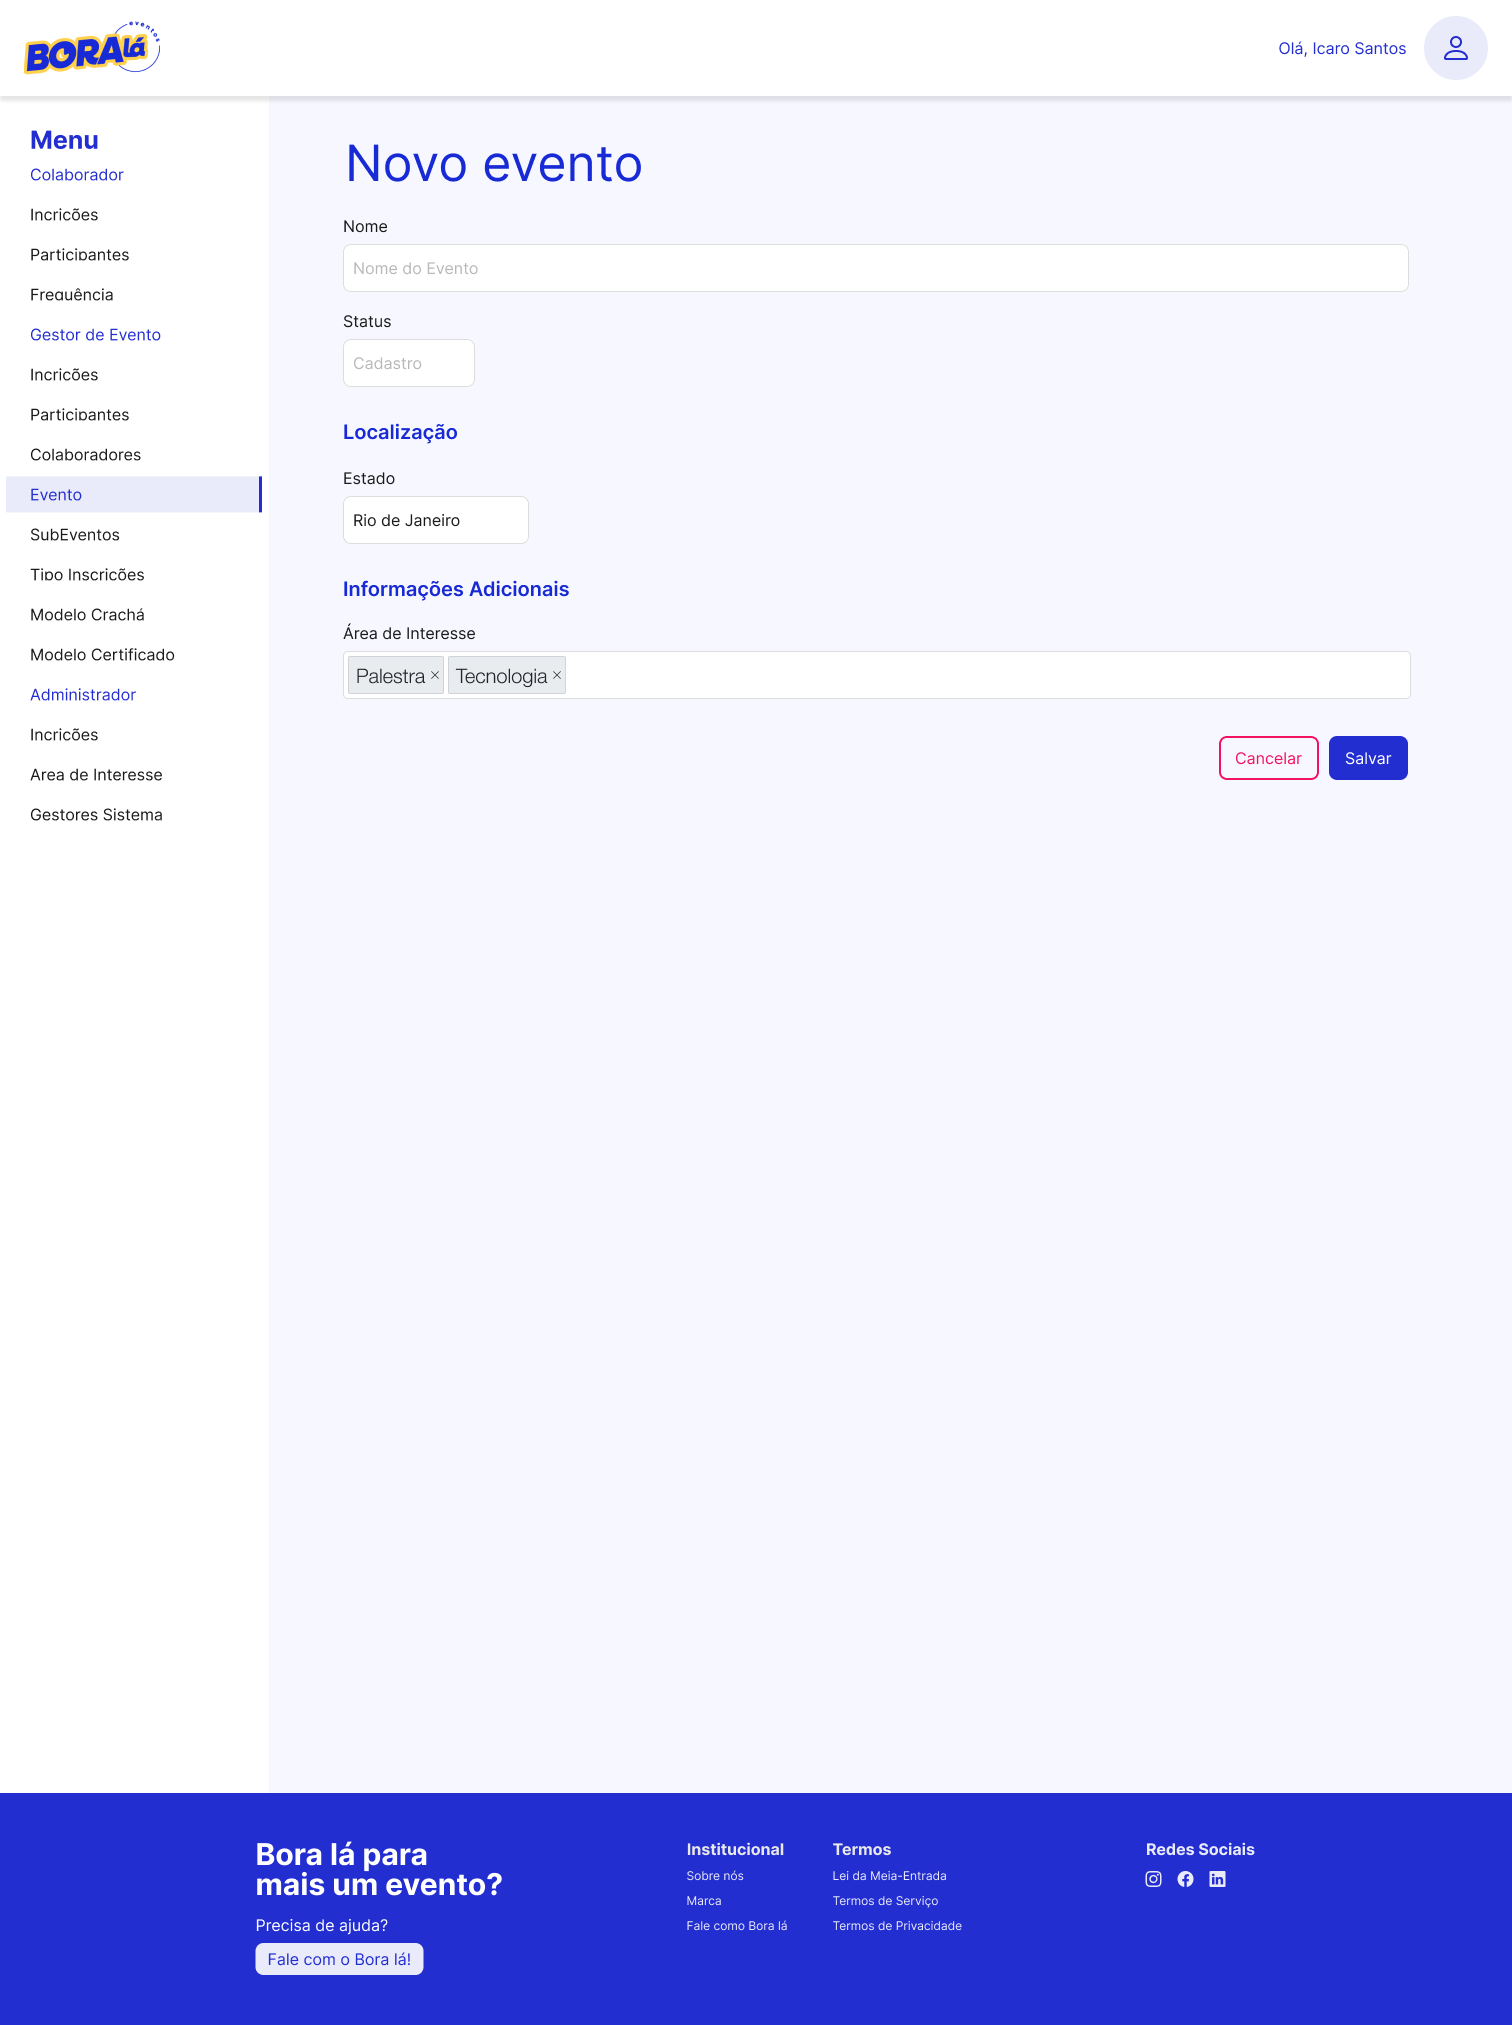 BORA lá eventos
Olá, Icaro Santos
Menu
Colaborador
Incricões
Participantes
Frequência
Gestor de Evento
Incricões
Participantes
Colaboradores
Evento
SubEventos
Tipo Inscricões
Modelo Crachá
Modelo Certificado
Administrador
Incricões
Area de Interesse
Gestores Sistema
Novo evento
Nome
Nome do Evento
Status
Cadastro
Localização
Estado
Rio de Janeiro
Informações Adicionais
Área de Interesse
Palestra × Tecnologia ×
Cancelar Salvar
Bora lá para
mais um evento?
Precisa de ajuda?
Fale com o Bora lá!
Institucional
Sobre nós
Marca
Fale como Bora lá
Termos
Lei da Meia-Entrada
Termos de Serviço
Termos de Privacidade
Redes Sociais